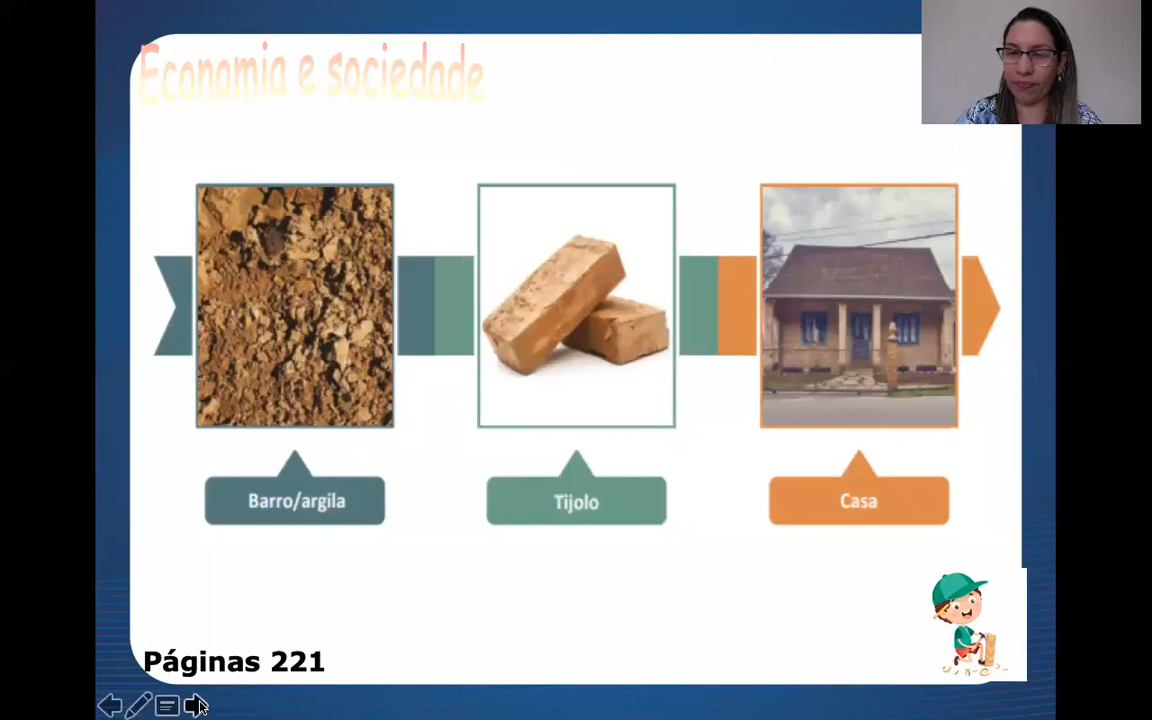 Economia e sociedade
Barro/argila
Tijolo
Casa
Páginas 221